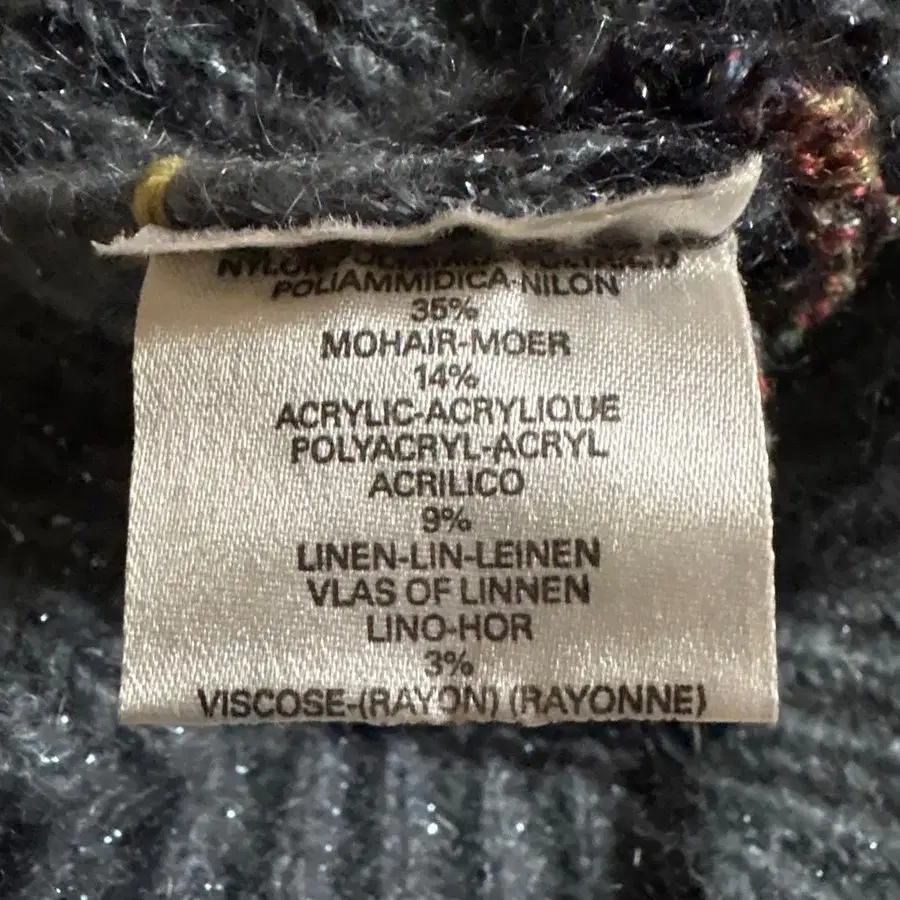 NYLON-
POLIAMMIDICA-NILON
35%
MOHAIR-MOER
14%
ACRYLIC-ACRYLIQUE
POLYACRYL-ACRYL
ACRILICO
9%
LINEN-LIN-LEINEN
VLAS OF LINNEN
LINO-HOR
3%
VISCOSE-(RAYON) (RAYONNE)